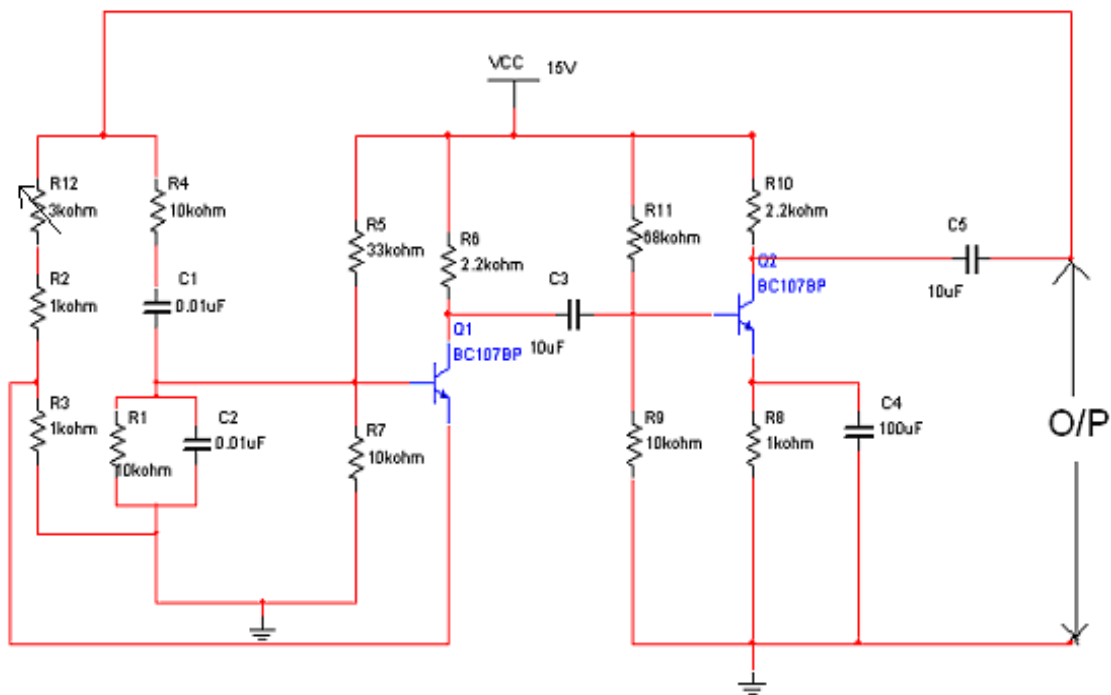 VCC 15V
R12
3kohm
R4
10kohm
R5
33kohm
R6
2.2kohm
R11
68kohm
R10
2.2kohm
C5
10uF
R2
1kohm
C1
0.01uF
C3
10uF
Q1
BC107BP
Q2
BC107BP
R3
1kohm
R1
10kohm
C2
0.01uF
R7
10kohm
R9
10kohm
R8
1kohm
C4
100uF
O/P